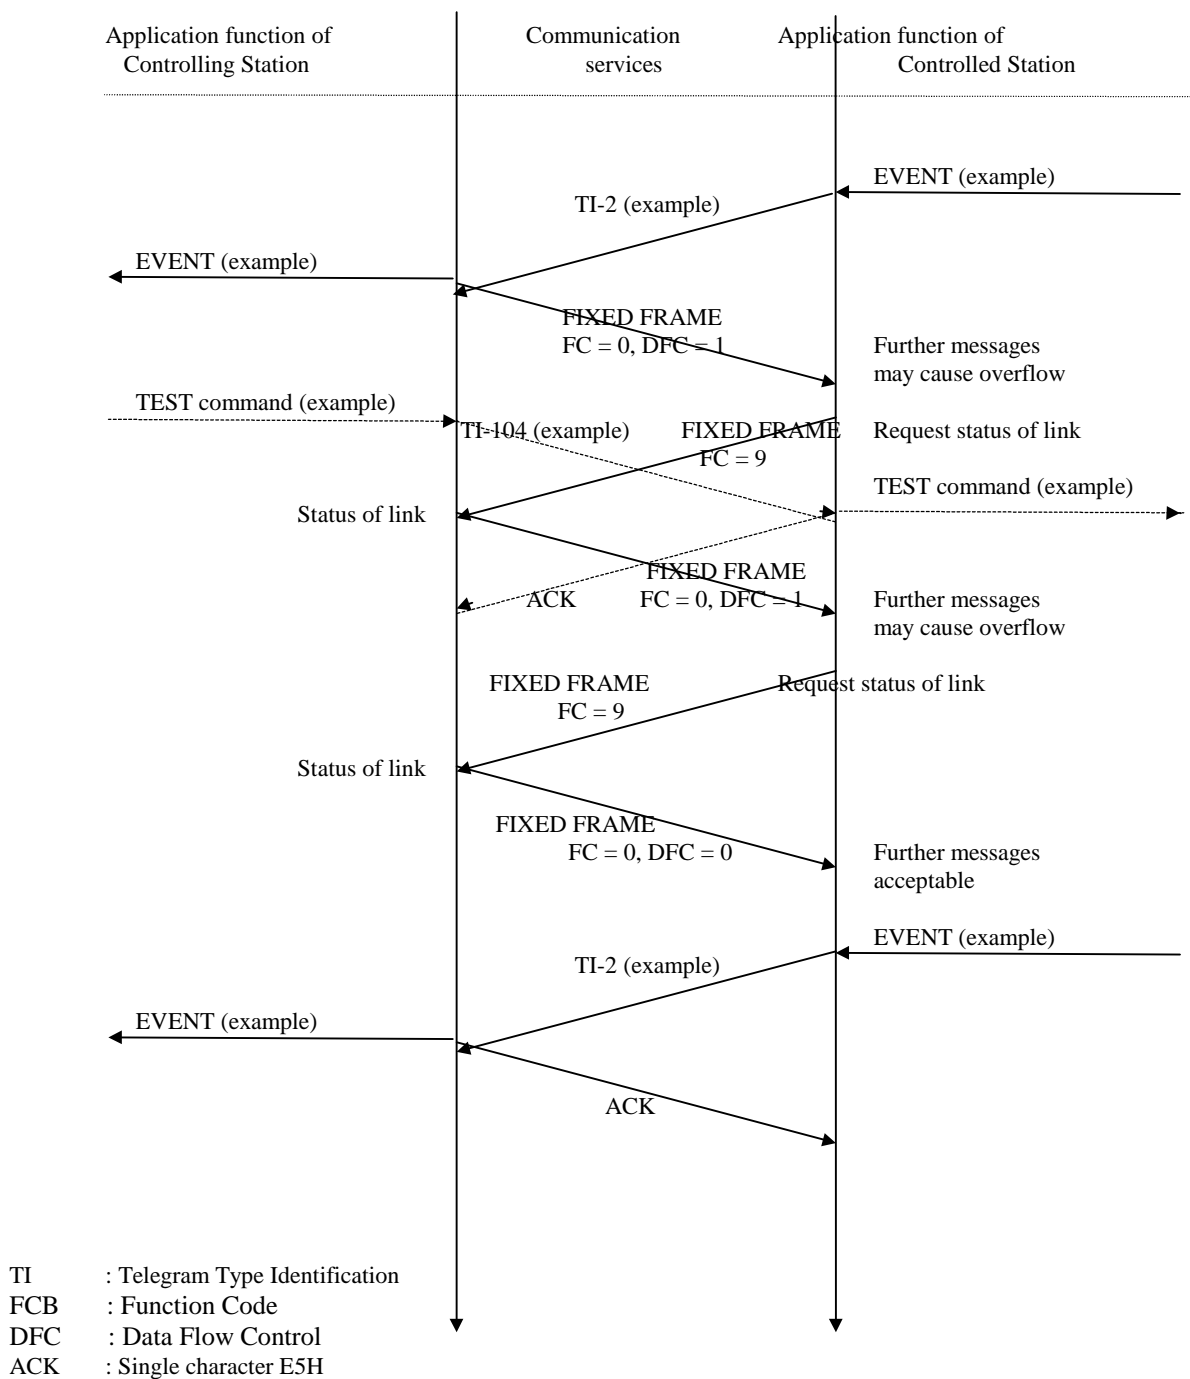 Application function of
Controlling Station
Communication
services
Application function of
Controlled Station
EVENT (example)
TI-2 (example)
EVENT (example)
FIXED FRAME
FC = 0, DFC = 1
Further messages
may cause overflow
TEST command (example)
TI-104 (example)
FIXED FRAME
FC = 9
Request status of link
TEST command (example)
Status of link
FIXED FRAME
FC = 0, DFC = 1
ACK
Further messages
may cause overflow
FIXED FRAME
FC = 9
Request status of link
Status of link
FIXED FRAME
FC = 0, DFC = 0
Further messages
acceptable
EVENT (example)
TI-2 (example)
EVENT (example)
ACK
TI : Telegram Type Identification
FCB : Function Code
DFC : Data Flow Control
ACK : Single character E5H